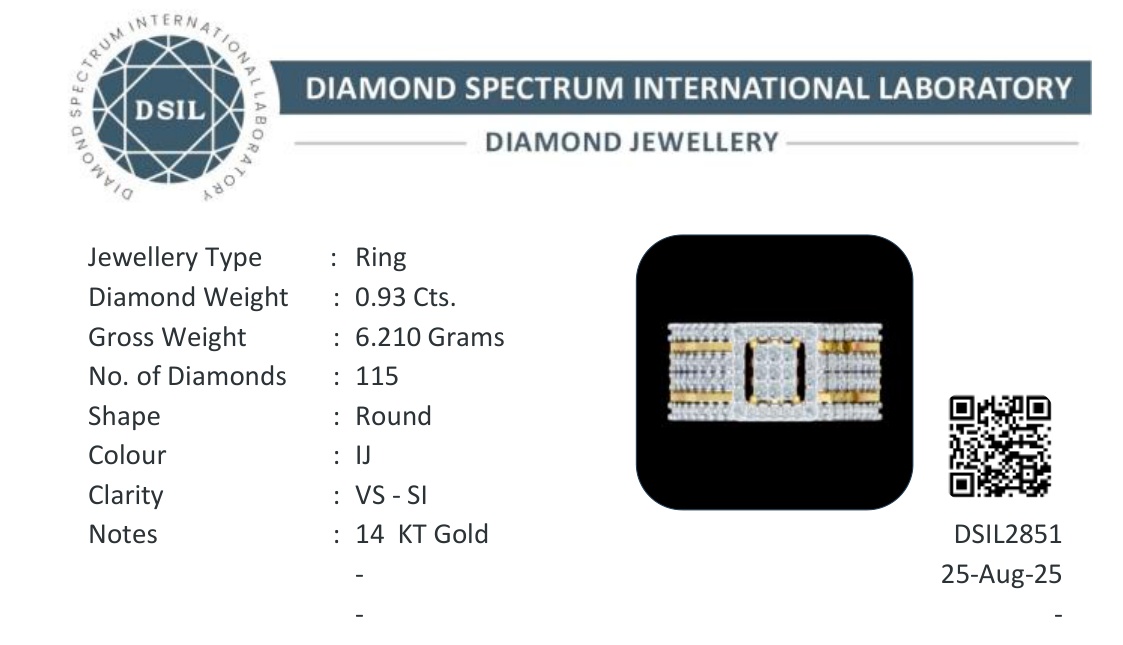 DIAMOND SPECTRUM INTERNATIONAL LABORATORY
DSIL
DIAMOND SPECTRUM INTERNATIONAL LABORATORY
DIAMOND JEWELLERY
Jewellery Type : Ring
Diamond Weight : 0.93 Cts.
Gross Weight : 6.210 Grams
No. of Diamonds : 115
Shape : Round
Colour : IJ
Clarity : VS - SI
Notes : 14 KT Gold
-
-
DSIL2851
25-Aug-25
-